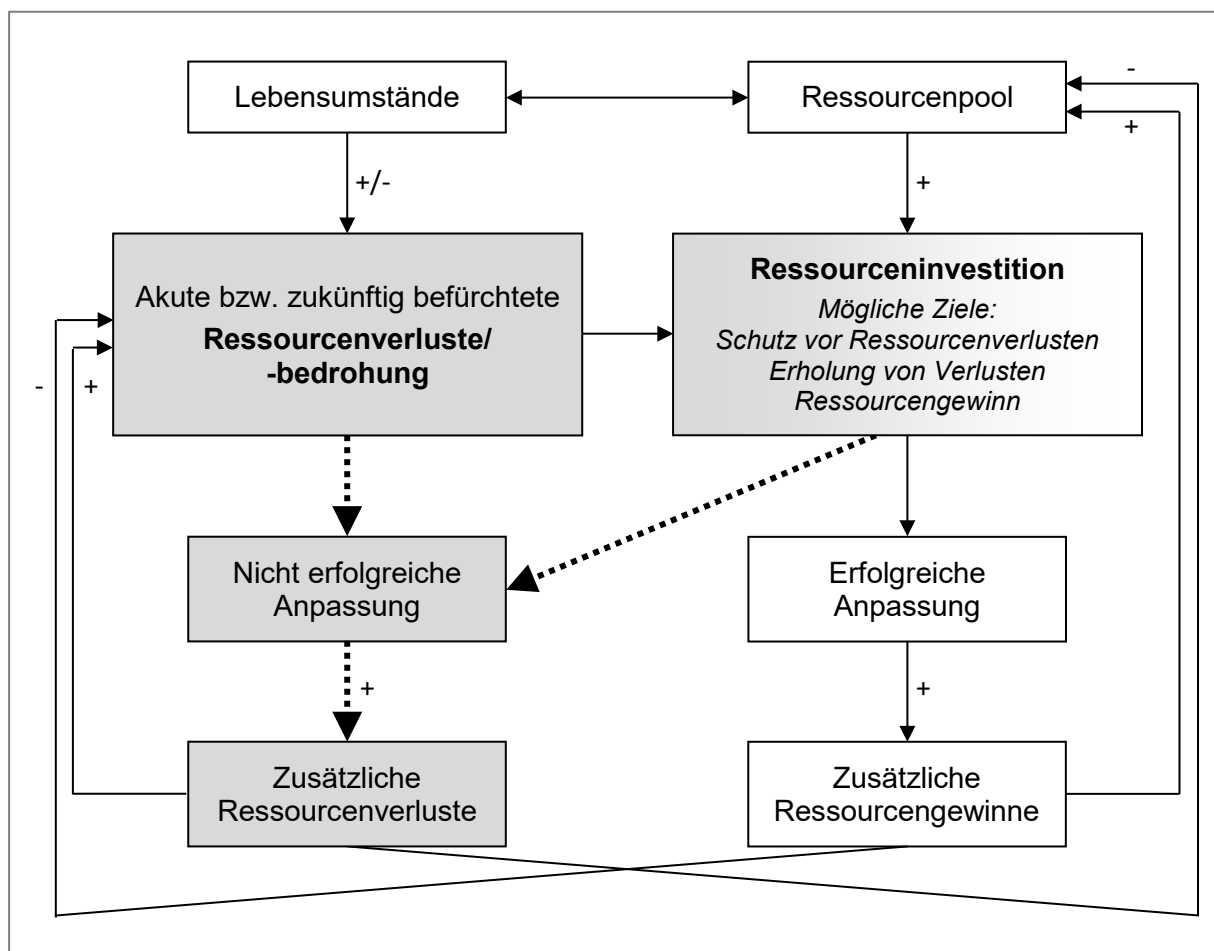 Lebensumstände
Ressourcenpool
-
+
+/-
+
Akute bzw. zukünftig befürchtete
Ressourcenverluste/
-bedrohung
Ressourceninvestition
Mögliche Ziele:
Schutz vor Ressourcenverlusten
Erholung von Verlusten
Ressourcengewinn
-
+
Nicht erfolgreiche
Anpassung
Erfolgreiche
Anpassung
+
+
Zusätzliche
Ressourcenverluste
Zusätzliche
Ressourcengewinne